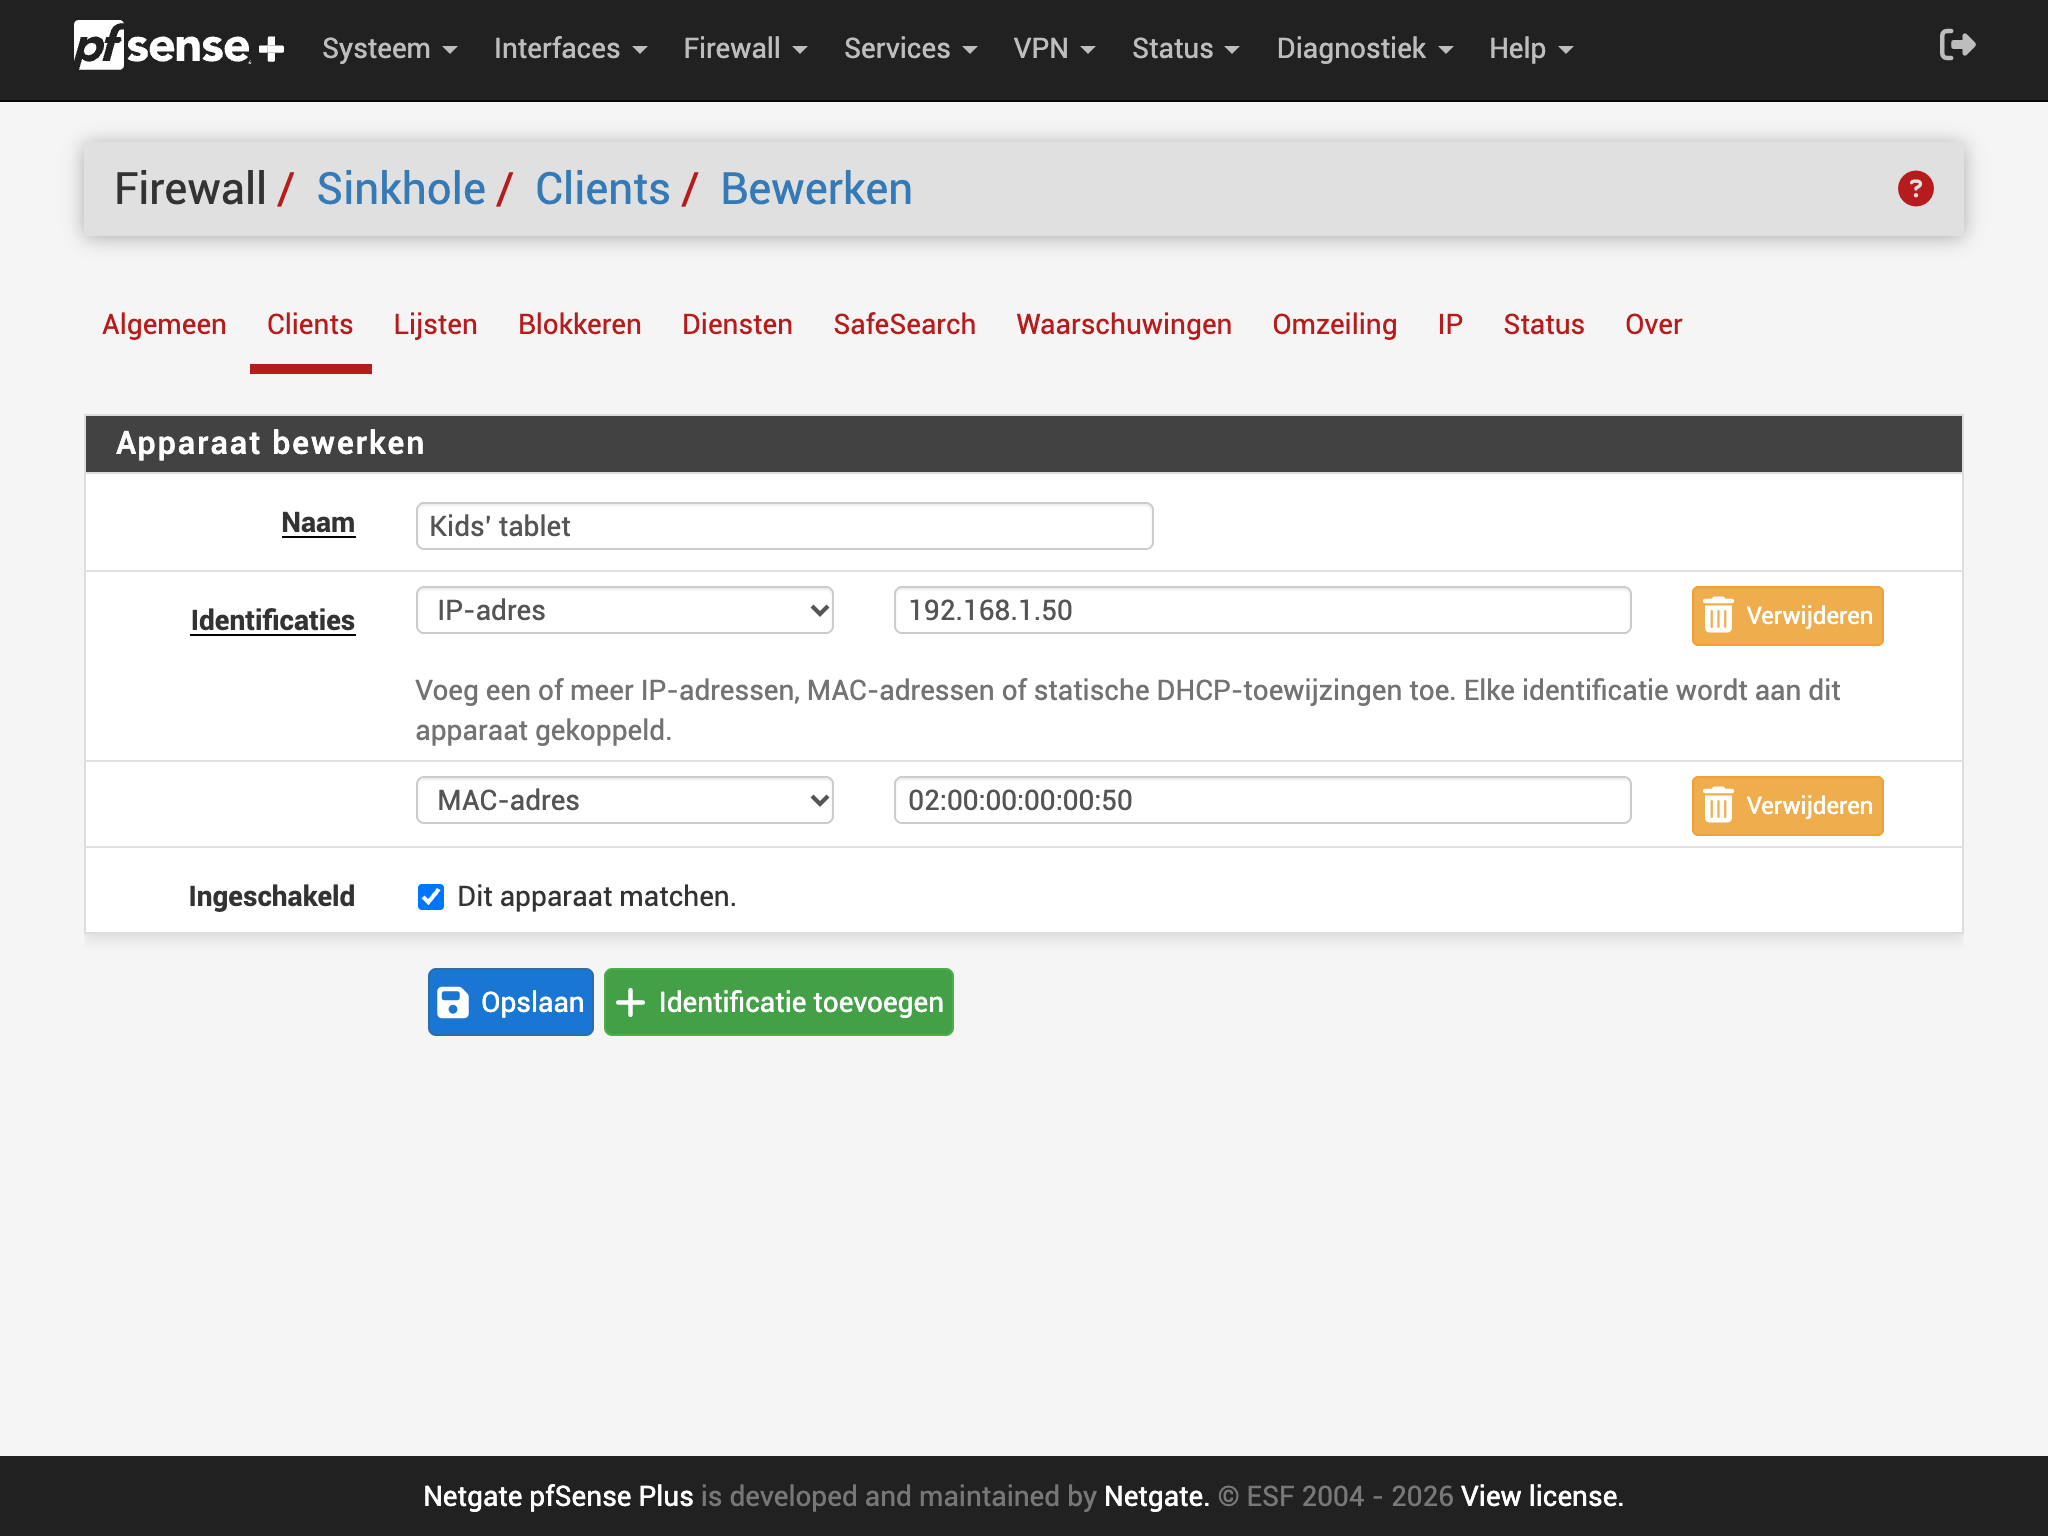 pfsense+ Systeem Interfaces Firewall Services VPN Status Diagnostiek Help
Firewall / Sinkhole / Clients / Bewerken
Algemeen Clients Lijsten Blokkeren Diensten SafeSearch Waarschuwingen Omzeiling IP Status Over
Apparaat bewerken
Naam Kids' tablet
Identificaties IP-adres 192.168.1.50 Verwijderen
Voeg een of meer IP-adressen, MAC-adressen of statische DHCP-toewijzingen toe. Elke identificatie wordt aan dit
apparaat gekoppeld.
MAC-adres 02:00:00:00:00:50 Verwijderen
Ingeschakeld Dit apparaat matchen.
Opslaan Identificatie toevoegen
Netgate pfSense Plus is developed and maintained by Netgate. © ESF 2004 - 2026 View license.